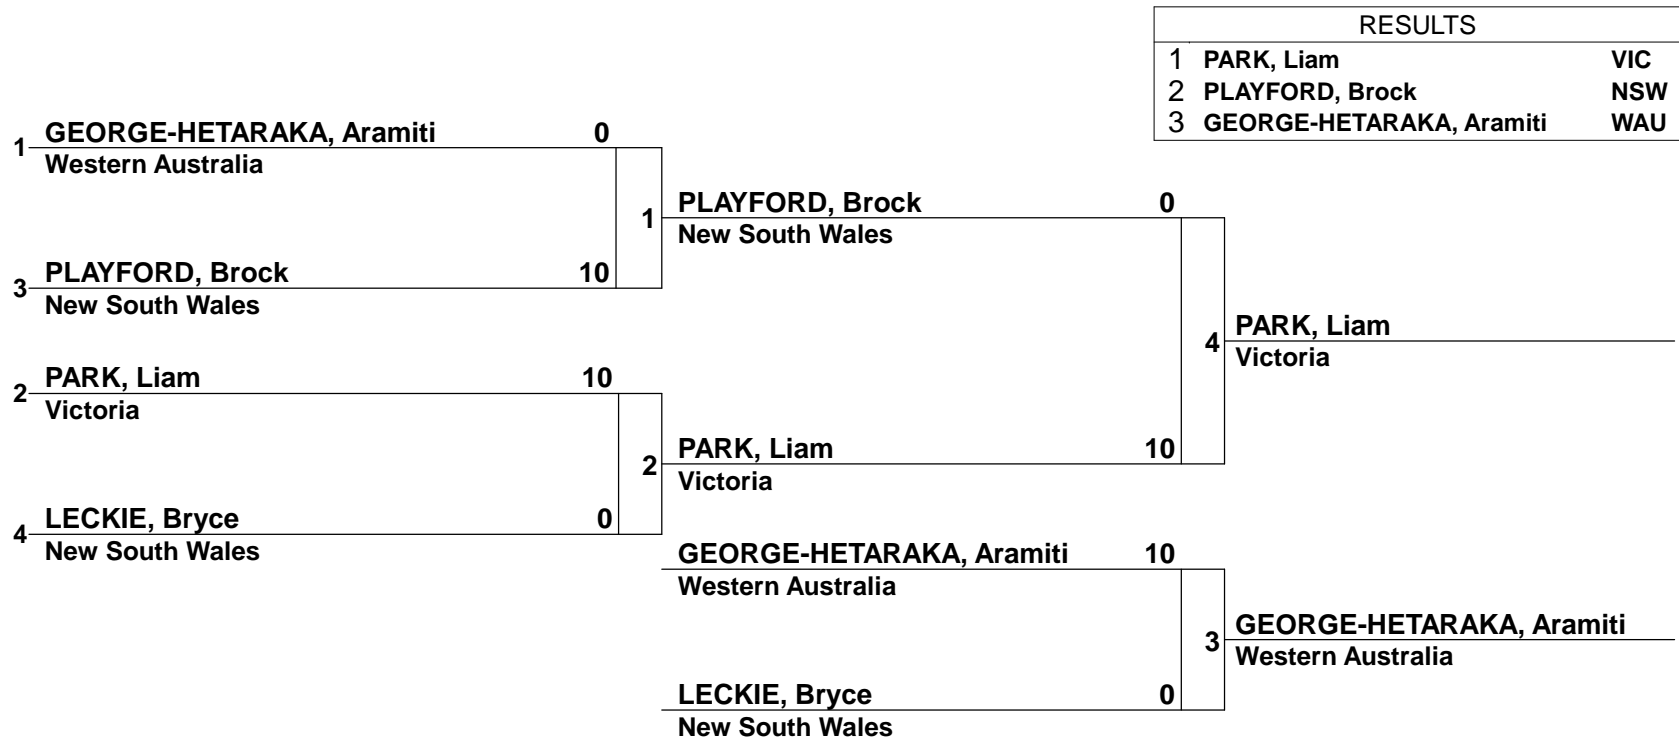 RESULTS
1 PARK, Liam VIC
2 PLAYFORD, Brock NSW
3 GEORGE-HETARAKA, Aramiti WAU
1 GEORGE-HETARAKA, Aramiti 0
Western Australia
3 PLAYFORD, Brock 10
New South Wales
2 PARK, Liam 10
Victoria
4 LECKIE, Bryce 0
New South Wales
1
PLAYFORD, Brock 0
New South Wales
2
PARK, Liam 10
Victoria
GEORGE-HETARAKA, Aramiti 10
Western Australia
LECKIE, Bryce 0
New South Wales
4
PARK, Liam
Victoria
3
GEORGE-HETARAKA, Aramiti
Western Australia